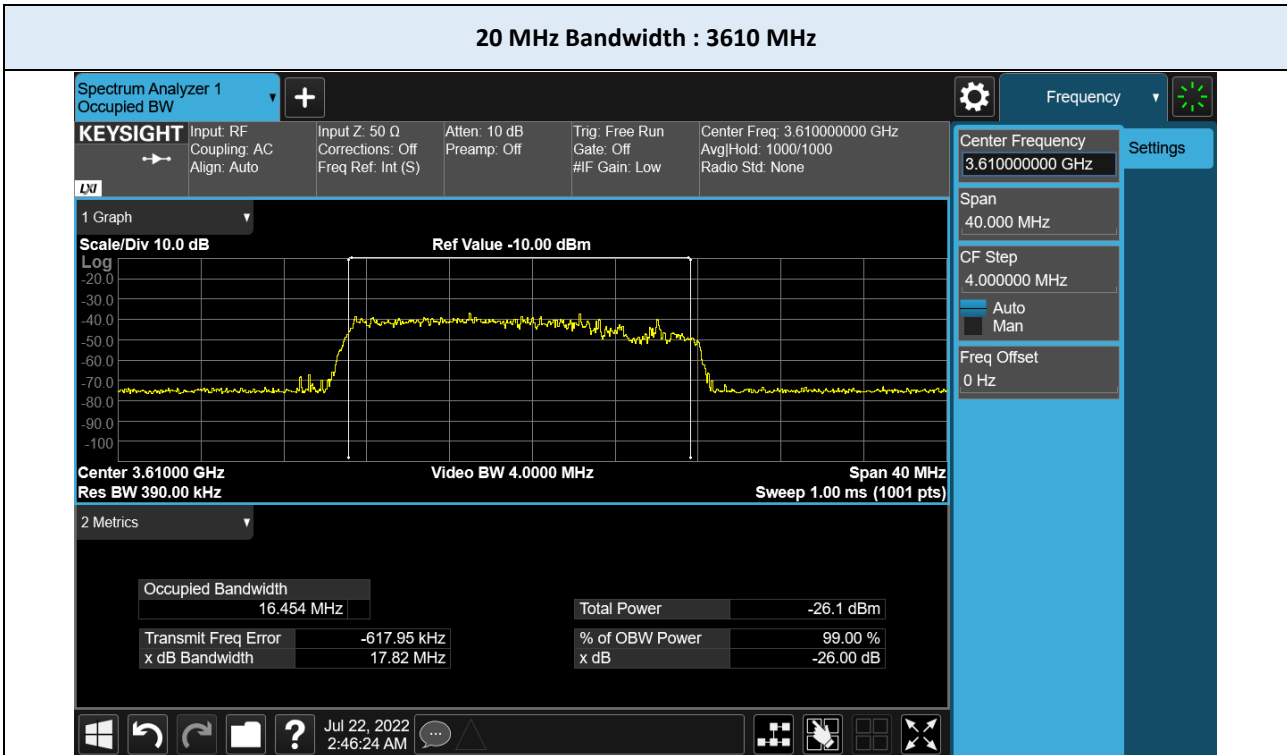 20 MHz Bandwidth : 3610 MHz
Spectrum Analyzer 1
Occupied BW
Frequency
KEYSIGHT
LXI
Input: RF
Coupling: AC
Align: Auto
Input Z: 50 Ω
Corrections: Off
Freq Ref: Int (S)
Atten: 10 dB
Preamp: Off
Trig: Free Run
Gate: Off
#IF Gain: Low
Center Freq: 3.610000000 GHz
Avg|Hold: 1000/1000
Radio Std: None
Center Frequency
3.610000000 GHz
Settings
Span
40.000 MHz
CF Step
4.000000 MHz
Auto
Man
Freq Offset
0 Hz
1 Graph
Scale/Div 10.0 dB
Ref Value -10.00 dBm
Log
-20.0
-30.0
-40.0
-50.0
-60.0
-70.0
-80.0
-90.0
-100
Center 3.61000 GHz
Video BW 4.0000 MHz
Span 40 MHz
Res BW 390.00 kHz
Sweep 1.00 ms (1001 pts)
2 Metrics
Occupied Bandwidth
16.454 MHz
Total Power -26.1 dBm
Transmit Freq Error -617.95 kHz
% of OBW Power 99.00 %
x dB Bandwidth 17.82 MHz
x dB -26.00 dB
?
Jul 22, 2022
2:46:24 AM